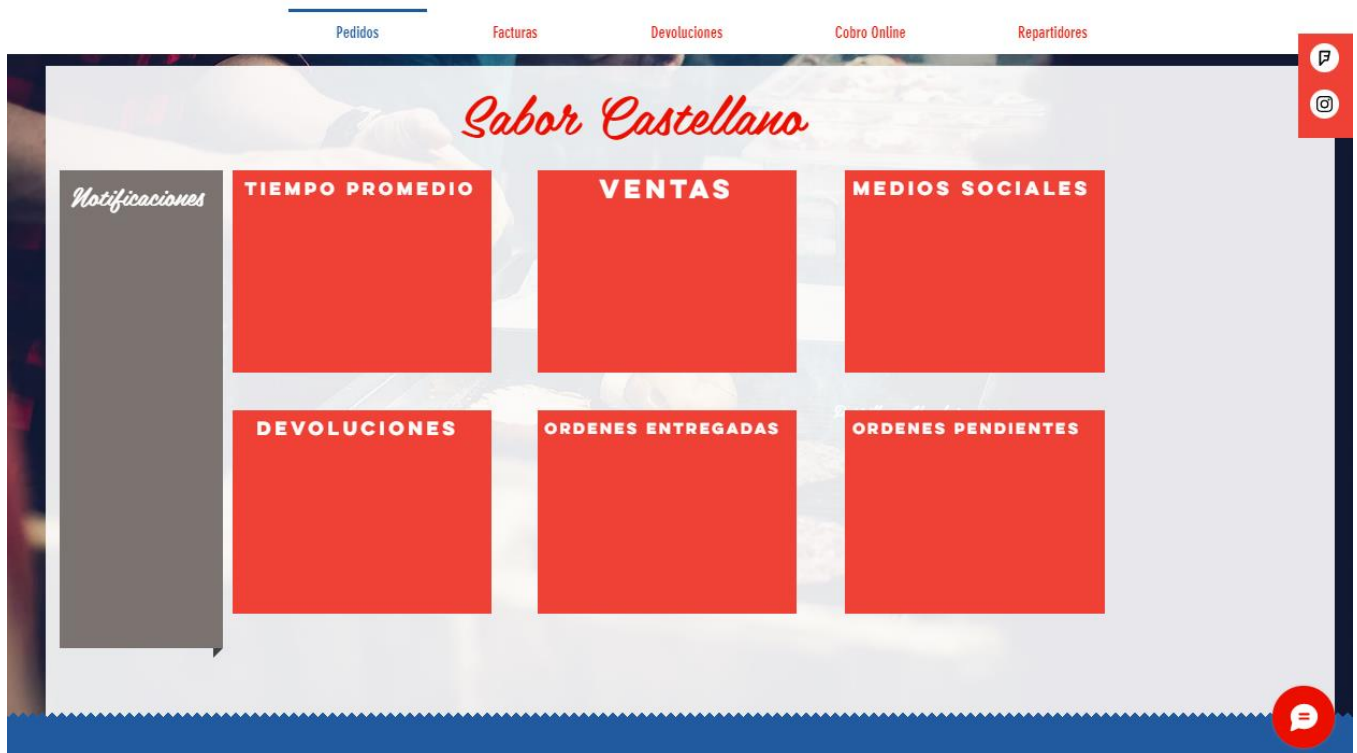 Pedidos Facturas Devoluciones Cobro Online Repartidores
Sabor Castellano
Notificaciones
TIEMPO PROMEDIO
VENTAS
MEDIOS SOCIALES
DEVOLUCIONES
ORDENES ENTREGADAS
ORDENES PENDIENTES